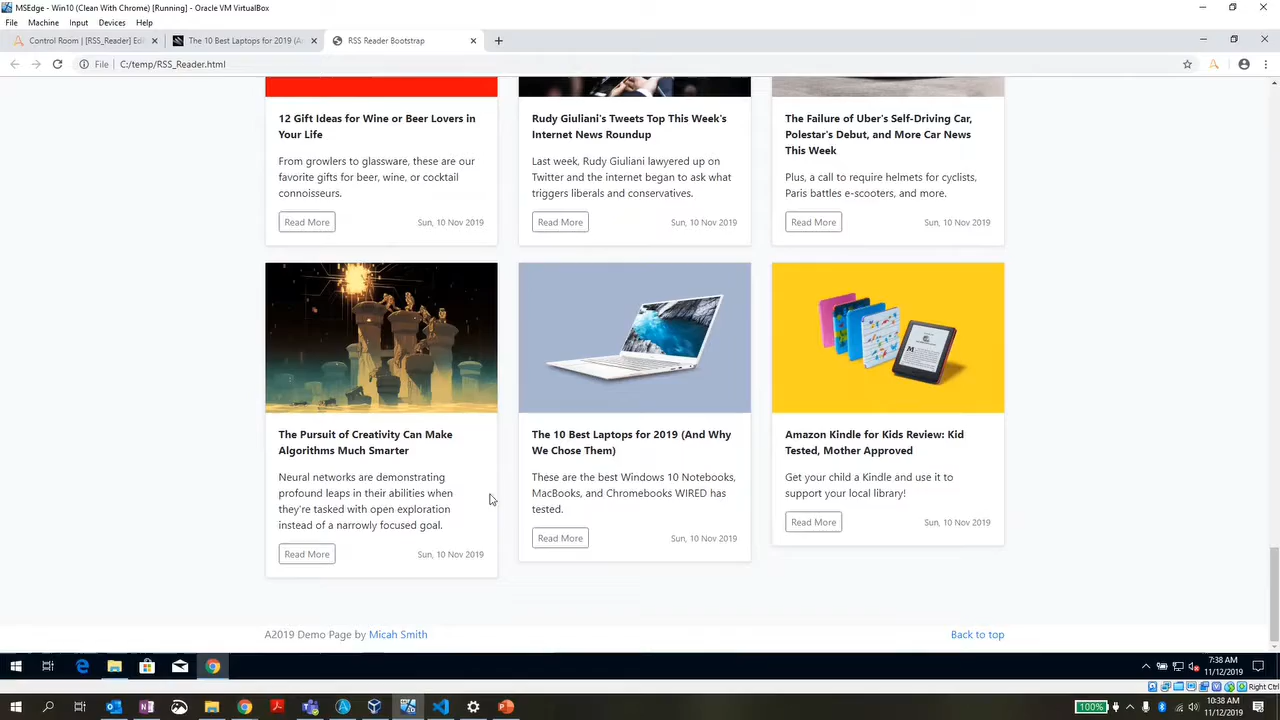 MSEdge - Win10 (Clean With Chrome) [Running] - Oracle VM VirtualBox
File Machine Input Devices Help
Control Room | [RSS_Reader] Edi
The 10 Best Laptops for 2019 (A
RSS Reader Bootstrap
File C:/temp/RSS_Reader.html
12 Gift Ideas for Wine or Beer Lovers in
Your Life
From growlers to glassware, these are our
favorite gifts for beer, wine, or cocktail
connoisseurs.
Read More Sun, 10 Nov 2019
Rudy Giuliani's Tweets Top This Week's
Internet News Roundup
Last week, Rudy Giuliani lawyered up on
Twitter and the internet began to ask what
triggers liberals and conservatives.
Read More Sun, 10 Nov 2019
The Failure of Uber's Self-Driving Car,
Polestar's Debut, and More Car News
This Week
Plus, a call to require helmets for cyclists,
Paris battles e-scooters, and more.
Read More Sun, 10 Nov 2019
The Pursuit of Creativity Can Make
Algorithms Much Smarter
Neural networks are demonstrating
profound leaps in their abilities when
they're tasked with open exploration
instead of a narrowly focused goal.
Read More Sun, 10 Nov 2019
The 10 Best Laptops for 2019 (And Why
We Chose Them)
These are the best Windows 10 Notebooks,
MacBooks, and Chromebooks WIRED has
tested.
Read More Sun, 10 Nov 2019
Amazon Kindle for Kids Review: Kid
Tested, Mother Approved
Get your child a Kindle and use it to
support your local library!
Read More Sun, 10 Nov 2019
A2019 Demo Page by Micah Smith
Back to top
7:38 AM
11/12/2019
Right Ctrl
100%
10:38 AM
11/12/2019